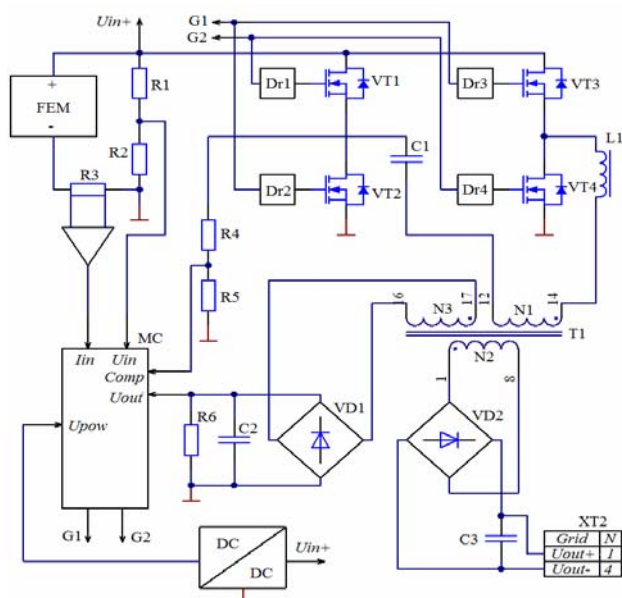 Uin+
G1
G2
+
FEM
-
R1
R2
R3
Dr1
VT1
Dr3
VT3
C1
L1
Dr2
VT2
Dr4
VT4
R4
R5
16
N3
17
12
N1
14
T1
N2
1
8
MC
Iin
Uin
Comp
Uout
Upow
R6
C2
VD1
VD2
G1
G2
DC
DC
Uin+
C3
XT2
Grid N
Uout+ 1
Uout- 4